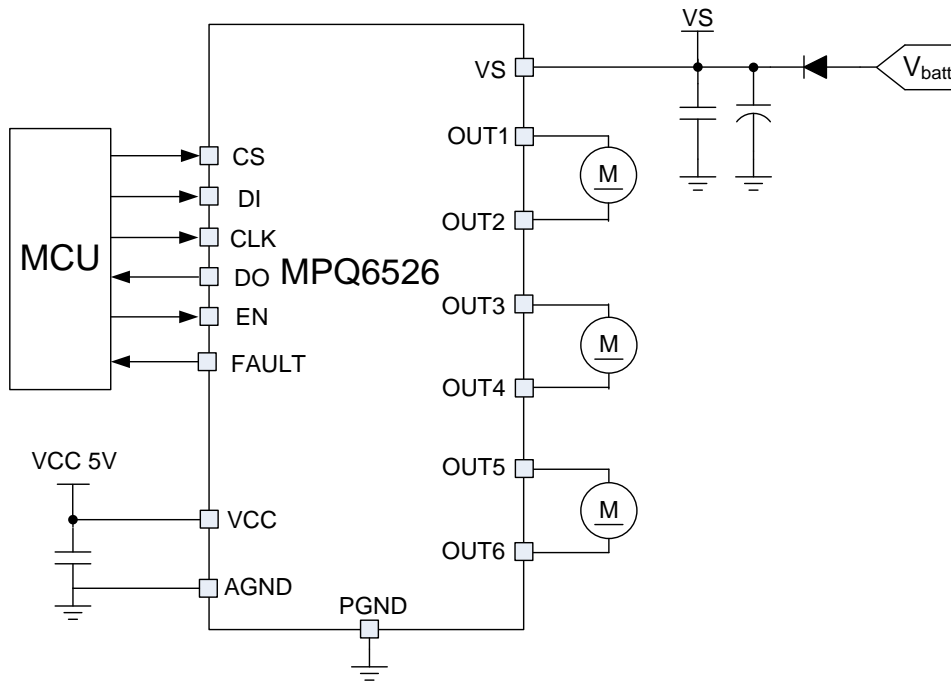 VS
VS
V_batt
OUT1
CS
M
DI
OUT2
CLK
MCU
MPQ6526
DO
OUT3
EN
M
FAULT
OUT4
VCC 5V
OUT5
M
VCC
OUT6
AGND
PGND